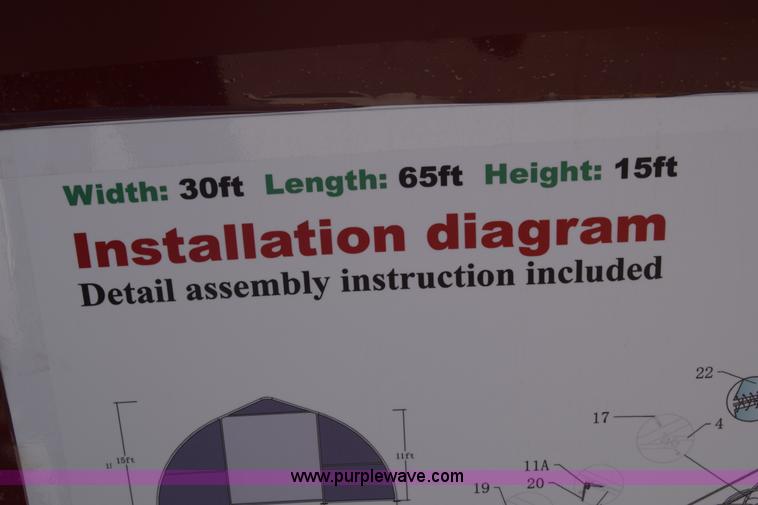 Width: 30ft Length: 65ft Height: 15ft
Installation diagram
Detail assembly instruction included
22
17
4
15ft
11ft
11A
20
19
www.purplewave.com